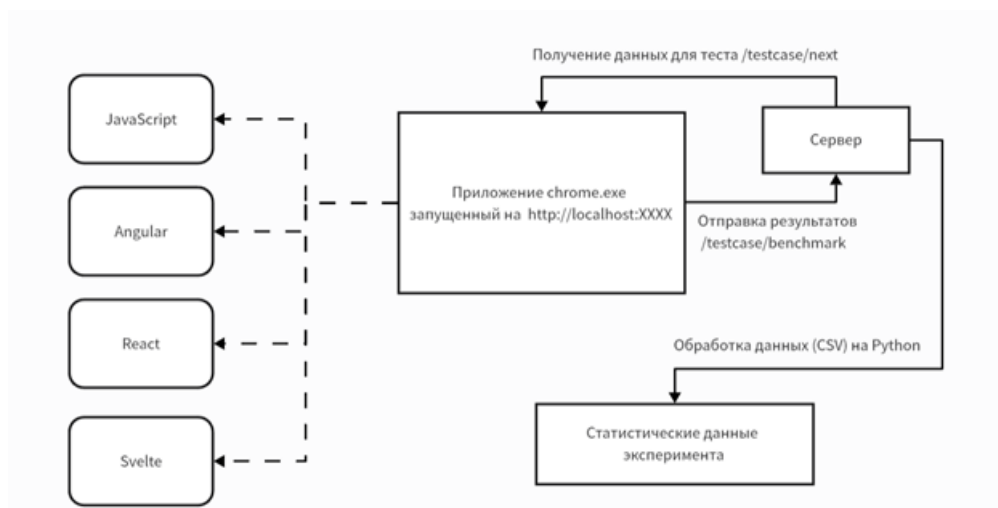 Получение данных для теста /testcase/next
JavaScript
Сервер
Приложение chrome.exe
запущенный на http://localhost:XXXX
Отправка результатов
/testcase/benchmark
Angular
React
Обработка данных (CSV) на Python
Svelte
Статистические данные
эксперимента